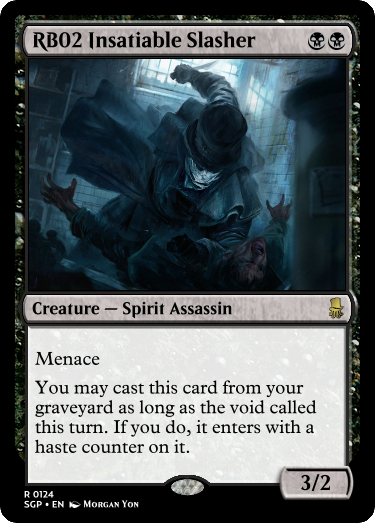 RB02 Insatiable Slasher
Creature — Spirit Assassin
Menace
You may cast this card from your
graveyard as long as the void called
this turn. If you do, it enters with a
haste counter on it.
3/2
R 0124
SGP • EN Morgan Yon